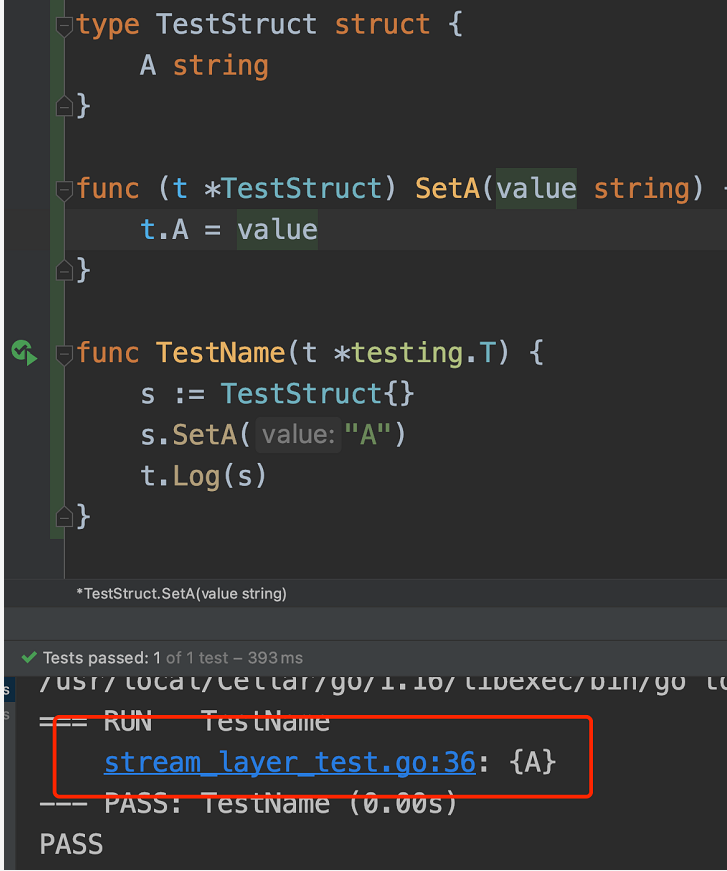 type TestStruct struct {
A string
}
func (t *TestStruct) SetA(value string) {
t.A = value
}
func TestName(t *testing.T) {
s := TestStruct{}
s.SetA( value: "A")
t.Log(s)
}
*TestStruct.SetA(value string)
Tests passed: 1 of 1 test – 393 ms
/usr/local/Cellar/go/1.16/libexec/bin/go
=== RUN TestName
stream_layer_test.go:36: {A}
--- PASS: TestName (0.00s)
PASS